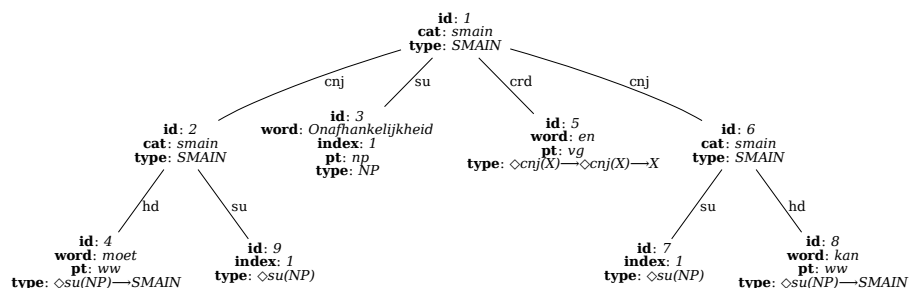 id: 1
cat: smain
type: SMAIN
cnj
su
crd
cnj
id: 2
cat: smain
type: SMAIN
id: 3
word: Onafhankelijkheid
index: 1
pt: np
type: NP
id: 5
word: en
pt: vg
type: ◇cnj(X)⟶◇cnj(X)⟶X
id: 6
cat: smain
type: SMAIN
hd
su
su
hd
id: 4
word: moet
pt: ww
type: ◇su(NP)⟶SMAIN
id: 9
index: 1
type: ◇su(NP)
id: 7
index: 1
type: ◇su(NP)
id: 8
word: kan
pt: ww
type: ◇su(NP)⟶SMAIN